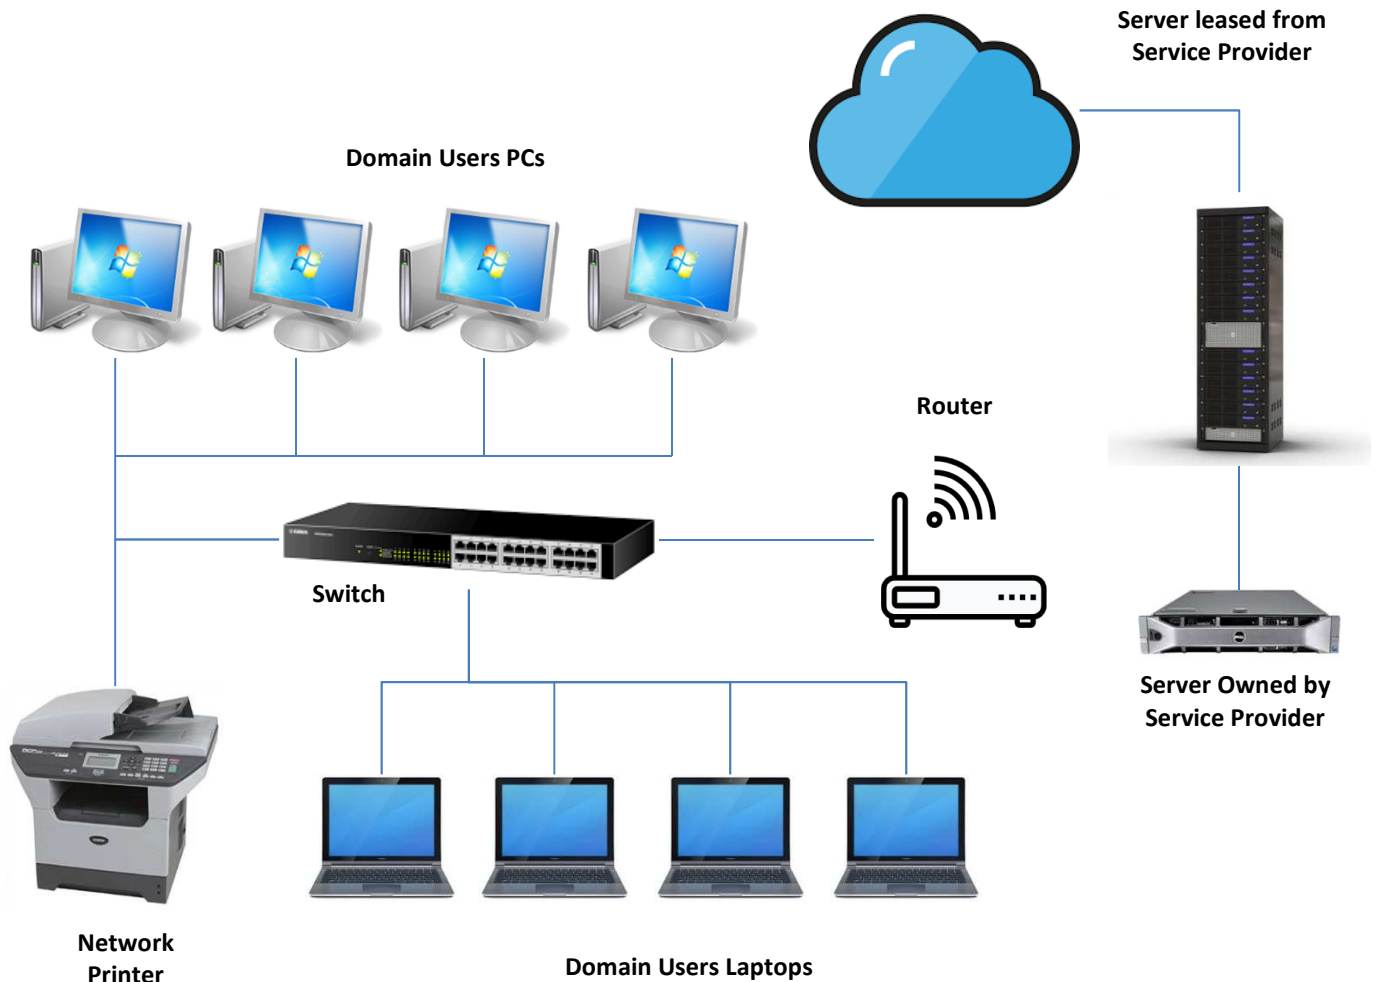 Server leased from
Service Provider
Domain Users PCs
Router
Switch
Server Owned by
Service Provider
Network
Printer
Domain Users Laptops